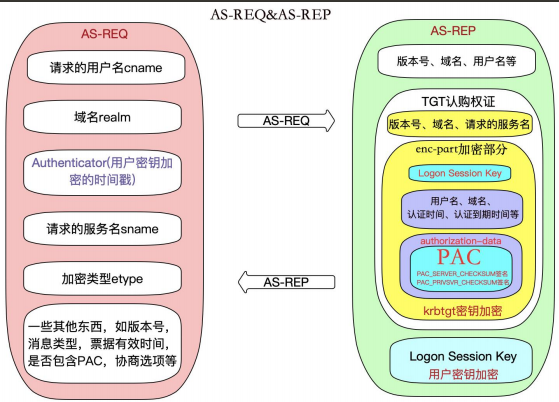 AS-REQ&AS-REP
AS-REQ
请求的用户名cname
域名realm
Authenticator(用户密钥加
密的时间戳)
请求的服务名sname
加密类型etype
一些其他东西，如版本号，
消息类型，票据有效时间，
是否包含PAC，协商选项等
AS-REQ
AS-REP
AS-REP
版本号、域名、用户名等
TGT认购权证
版本号、域名、请求的服务名
enc-part加密部分
Logon Session Key
用户名、域名、
认证时间、认证到期时间等
authorization-data
PAC
PAC_SERVER_CHECKSUM签名
PAC_PRIVSVR_CHECKSUM签名
krbtgt密钥加密
Logon Session Key
用户密钥加密